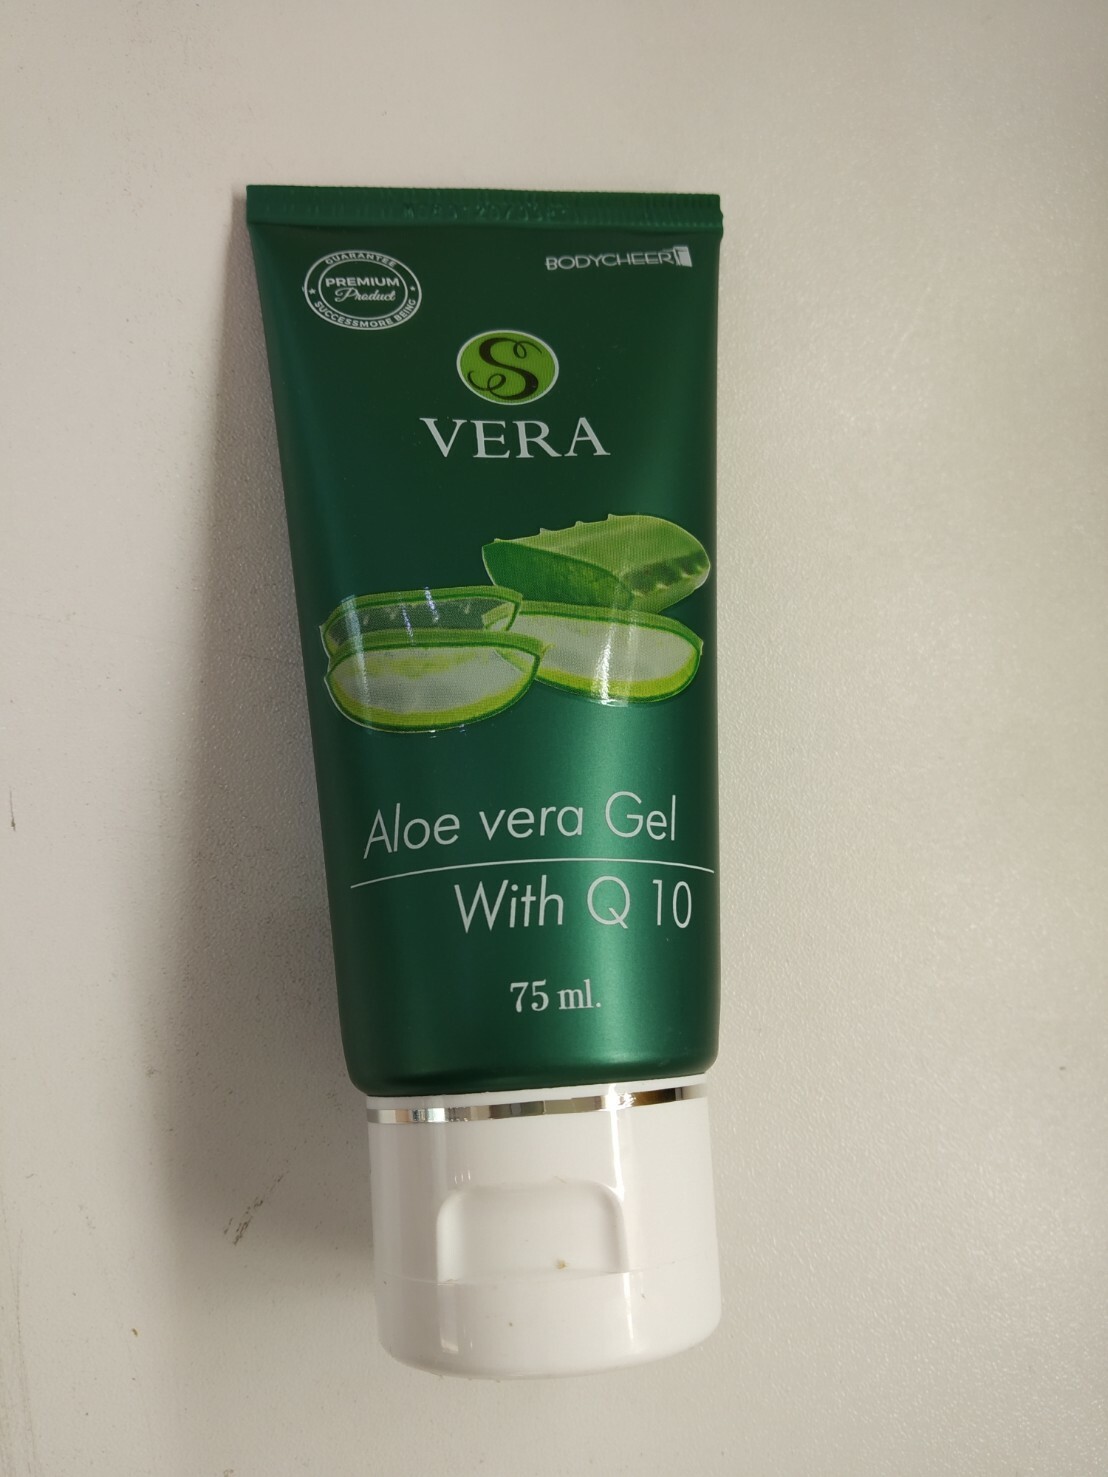 GUARANTEE
PREMIUM
Product
SUCCESSMORE BEING
BODYCHEER
S
VERA
Aloe vera Gel
With Q 10
75 ml.